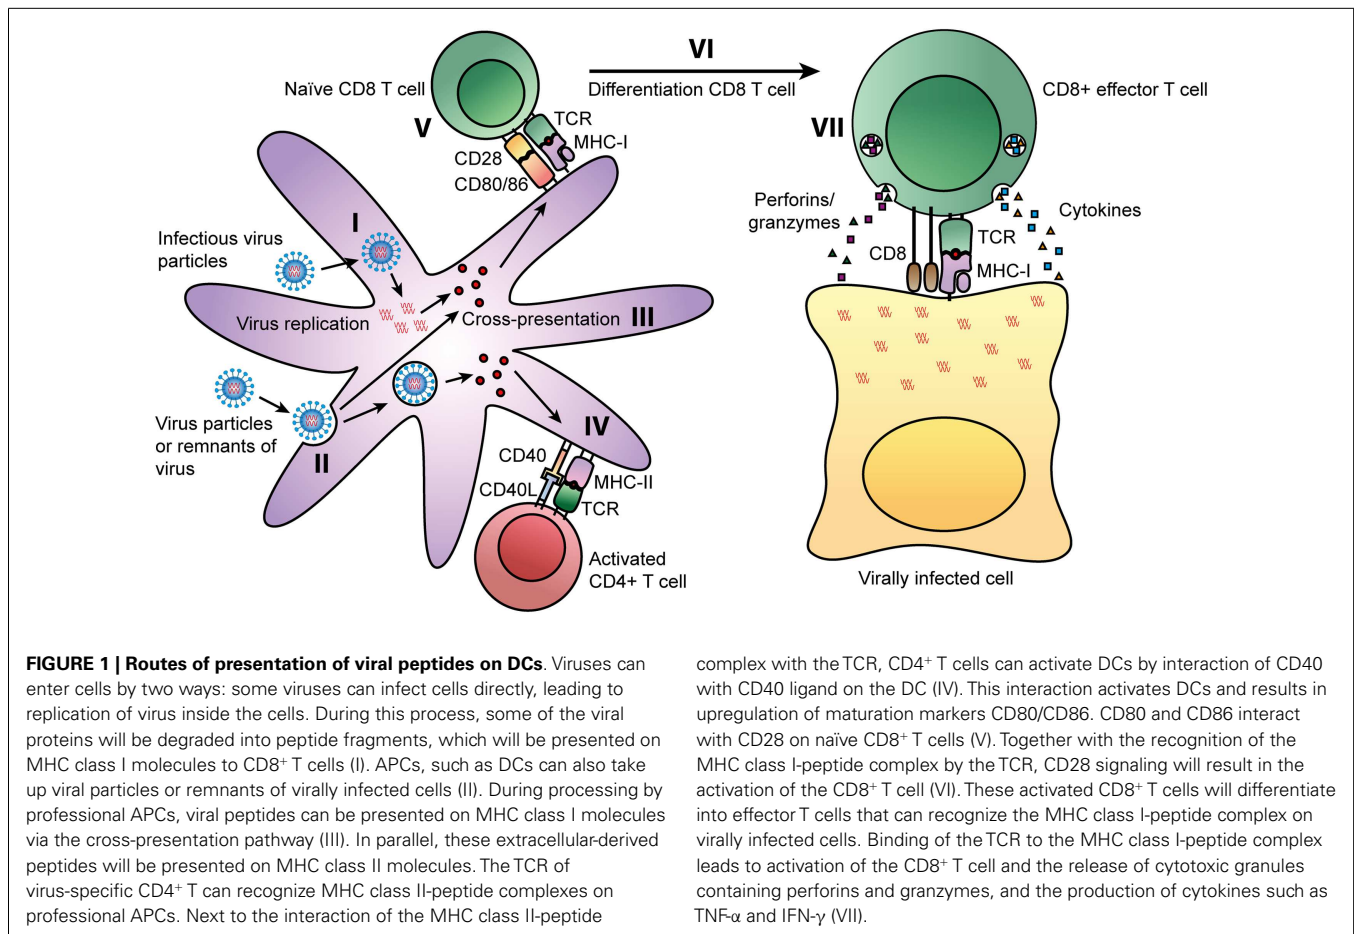 VI
Naïve CD8 T cell
Differentiation CD8 T cell
CD8+ effector T cell
V
TCR
MHC-I
CD28
CD80/86
VII
Perforins/
granzymes
Cytokines
CD8
TCR
MHC-I
I
Infectious virus
particles
Virus replication
Cross-presentation III
Virus particles
or remnants of
virus
II
IV
CD40
MHC-II
CD40L
TCR
Activated
CD4+ T cell
Virally infected cell
FIGURE 1 | Routes of presentation of viral peptides on DCs. Viruses can
enter cells by two ways: some viruses can infect cells directly, leading to
replication of virus inside the cells. During this process, some of the viral
proteins will be degraded into peptide fragments, which will be presented on
MHC class I molecules to CD8⁺ T cells (I). APCs, such as DCs can also take
up viral particles or remnants of virally infected cells (II). During processing by
professional APCs, viral peptides can be presented on MHC class I molecules
via the cross-presentation pathway (III). In parallel, these extracellular-derived
peptides will be presented on MHC class II molecules. The TCR of
virus-specific CD4⁺ T can recognize MHC class II-peptide complexes on
professional APCs. Next to the interaction of the MHC class II-peptide
complex with the TCR, CD4⁺ T cells can activate DCs by interaction of CD40
with CD40 ligand on the DC (IV). This interaction activates DCs and results in
upregulation of maturation markers CD80/CD86. CD80 and CD86 interact
with CD28 on naïve CD8⁺ T cells (V). Together with the recognition of the
MHC class I-peptide complex by the TCR, CD28 signaling will result in the
activation of the CD8⁺ T cell (VI). These activated CD8⁺ T cells will differentiate
into effector T cells that can recognize the MHC class I-peptide complex on
virally infected cells. Binding of the TCR to the MHC class I-peptide complex
leads to activation of the CD8⁺ T cell and the release of cytotoxic granules
containing perforins and granzymes, and the production of cytokines such as
TNF-α and IFN-γ (VII).